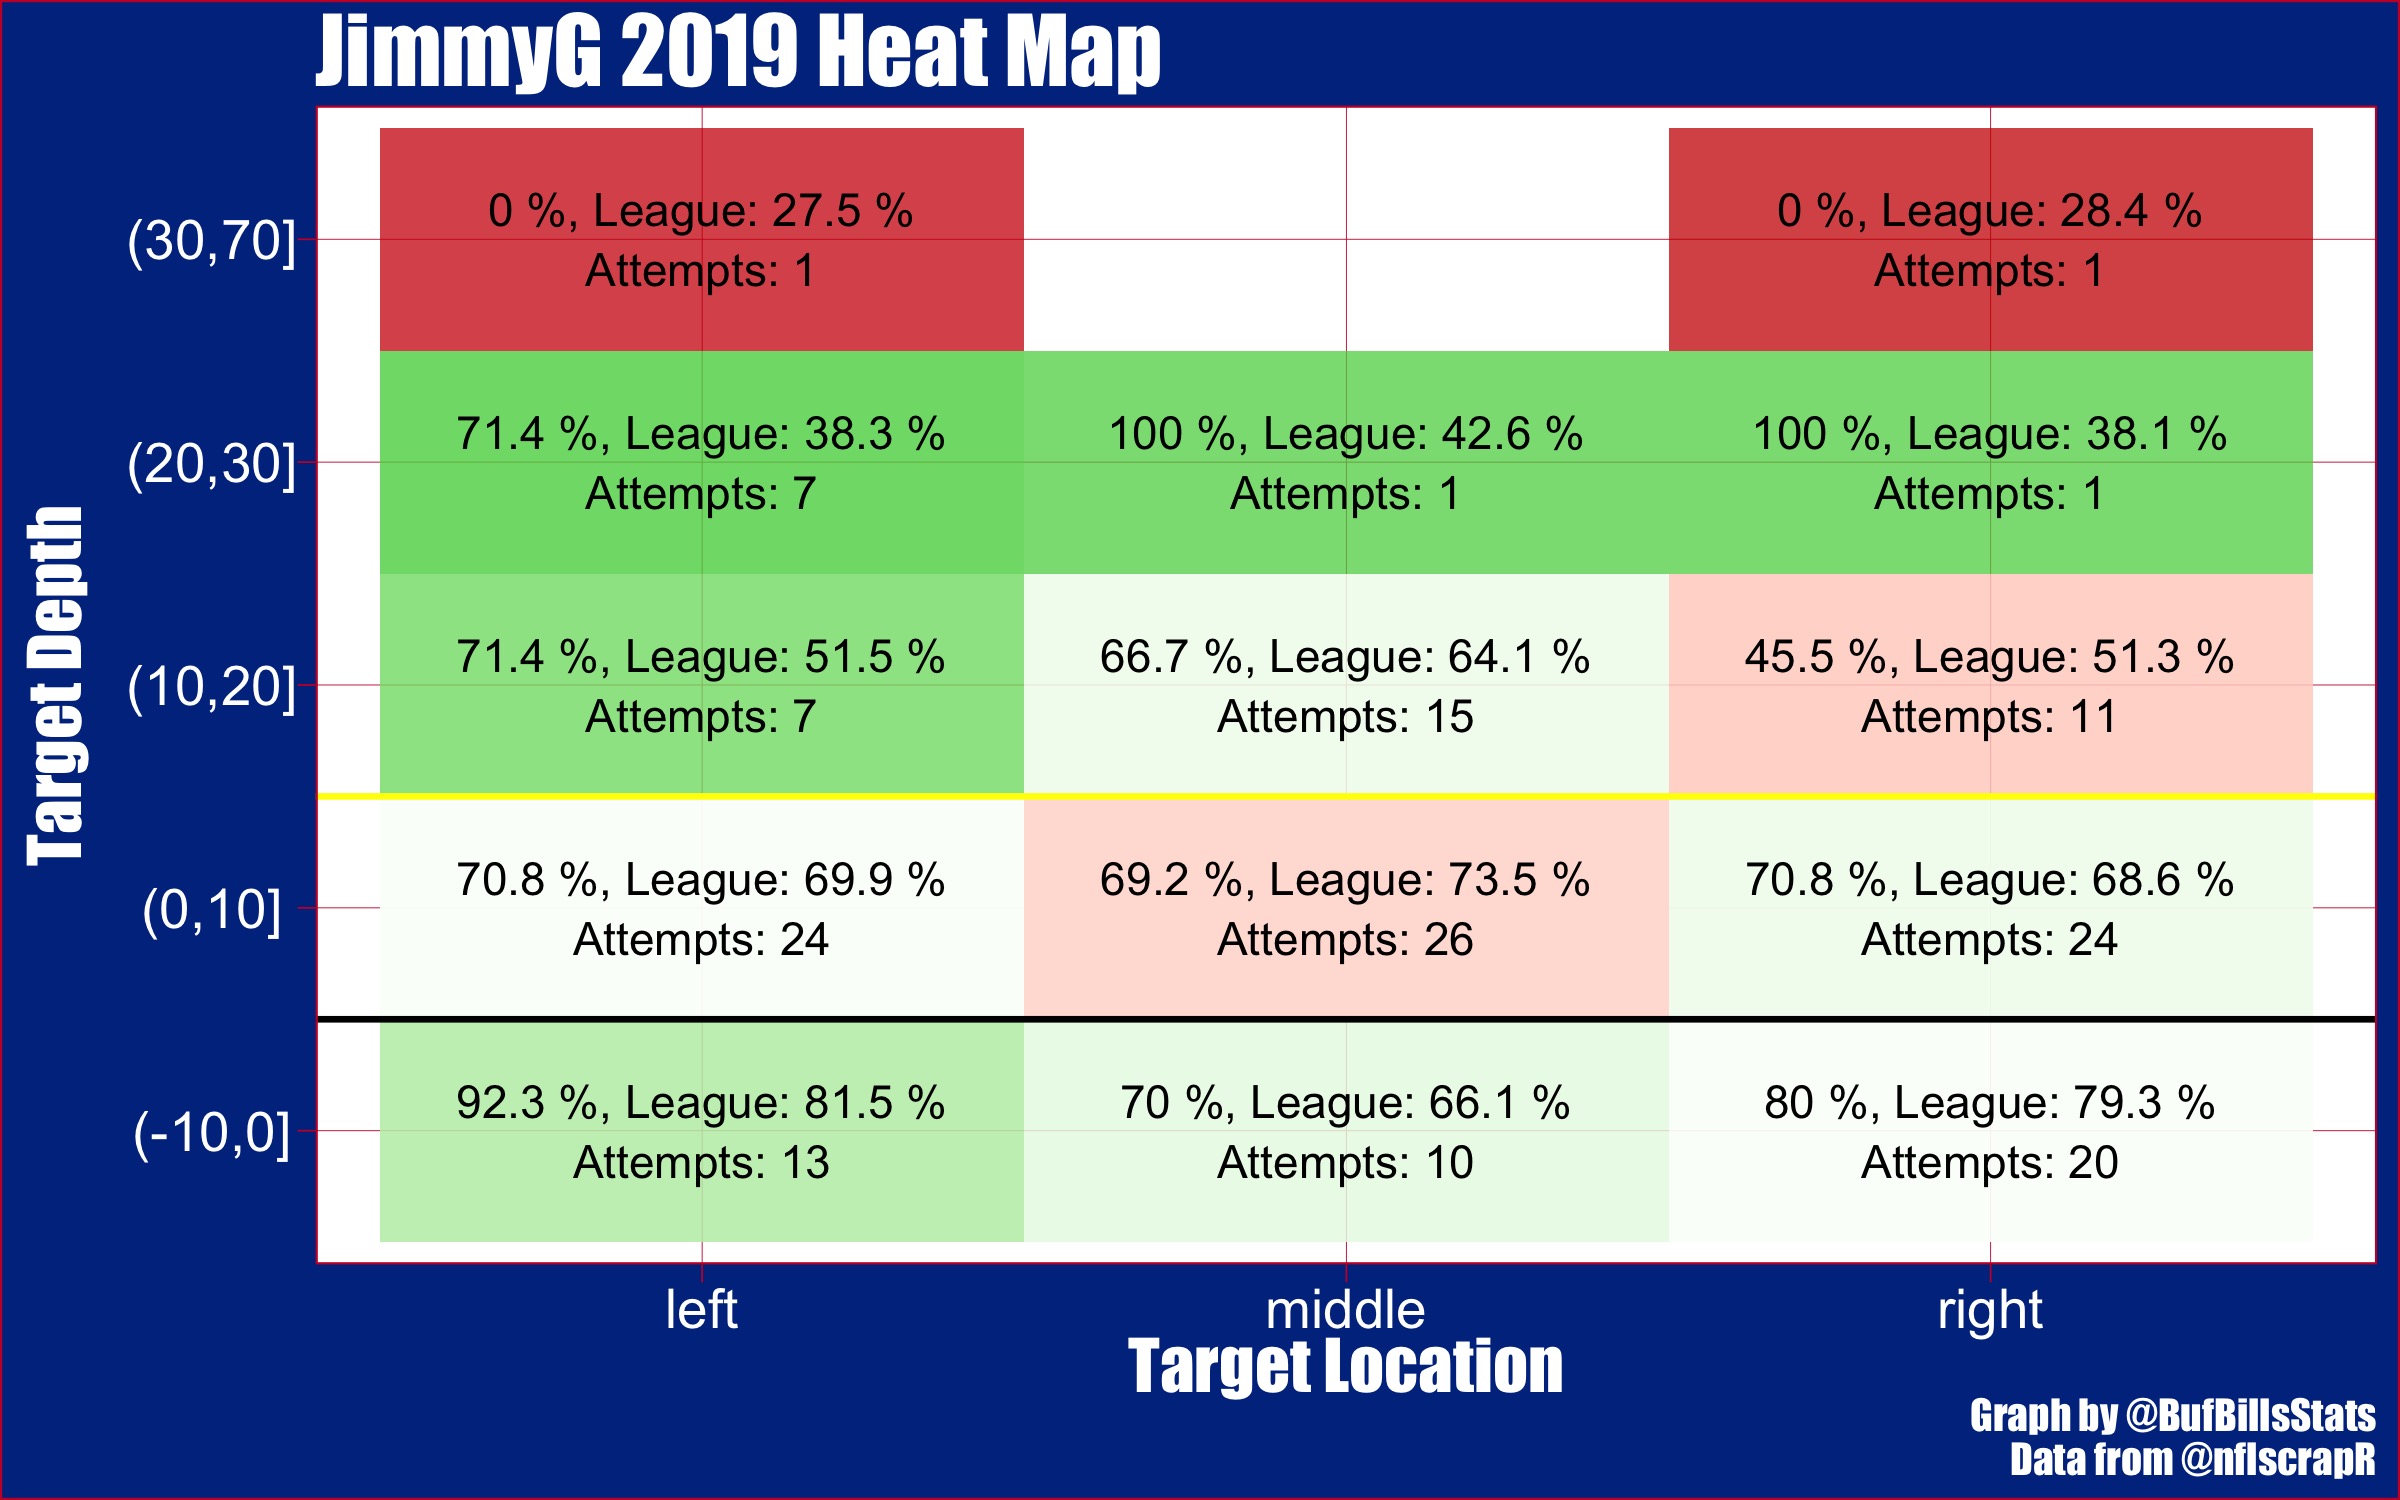 JimmyG 2019 Heat Map
Target Depth
(30,70]
0 %, League: 27.5 %
Attempts: 1
0 %, League: 28.4 %
Attempts: 1
(20,30]
71.4 %, League: 38.3 %
Attempts: 7
100 %, League: 42.6 %
Attempts: 1
100 %, League: 38.1 %
Attempts: 1
(10,20]
71.4 %, League: 51.5 %
Attempts: 7
66.7 %, League: 64.1 %
Attempts: 15
45.5 %, League: 51.3 %
Attempts: 11
(0,10]
70.8 %, League: 69.9 %
Attempts: 24
69.2 %, League: 73.5 %
Attempts: 26
70.8 %, League: 68.6 %
Attempts: 24
(-10,0]
92.3 %, League: 81.5 %
Attempts: 13
70 %, League: 66.1 %
Attempts: 10
80 %, League: 79.3 %
Attempts: 20
left
middle
right
Target Location
Graph by @BufBillsStats
Data from @nflscrapR